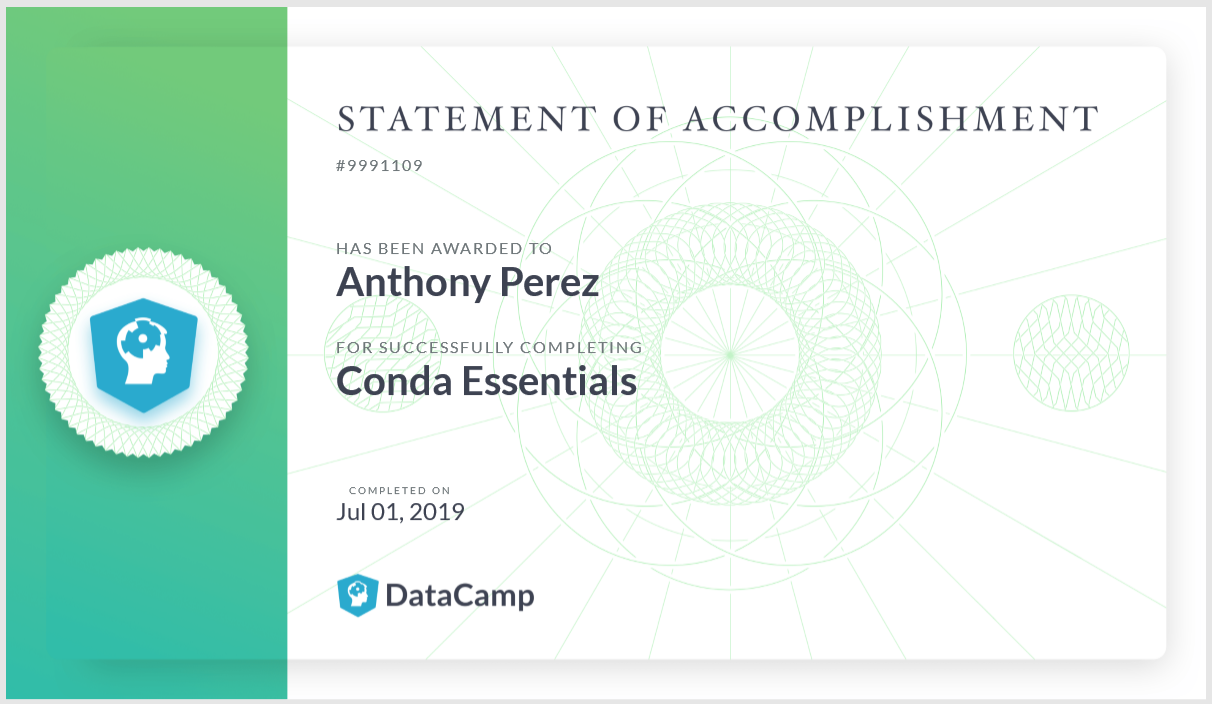 STATEMENT OF ACCOMPLISHMENT
#9991109
HAS BEEN AWARDED TO
Anthony Perez
FOR SUCCESSFULLY COMPLETING
Conda Essentials
COMPLETED ON
Jul 01, 2019
DataCamp